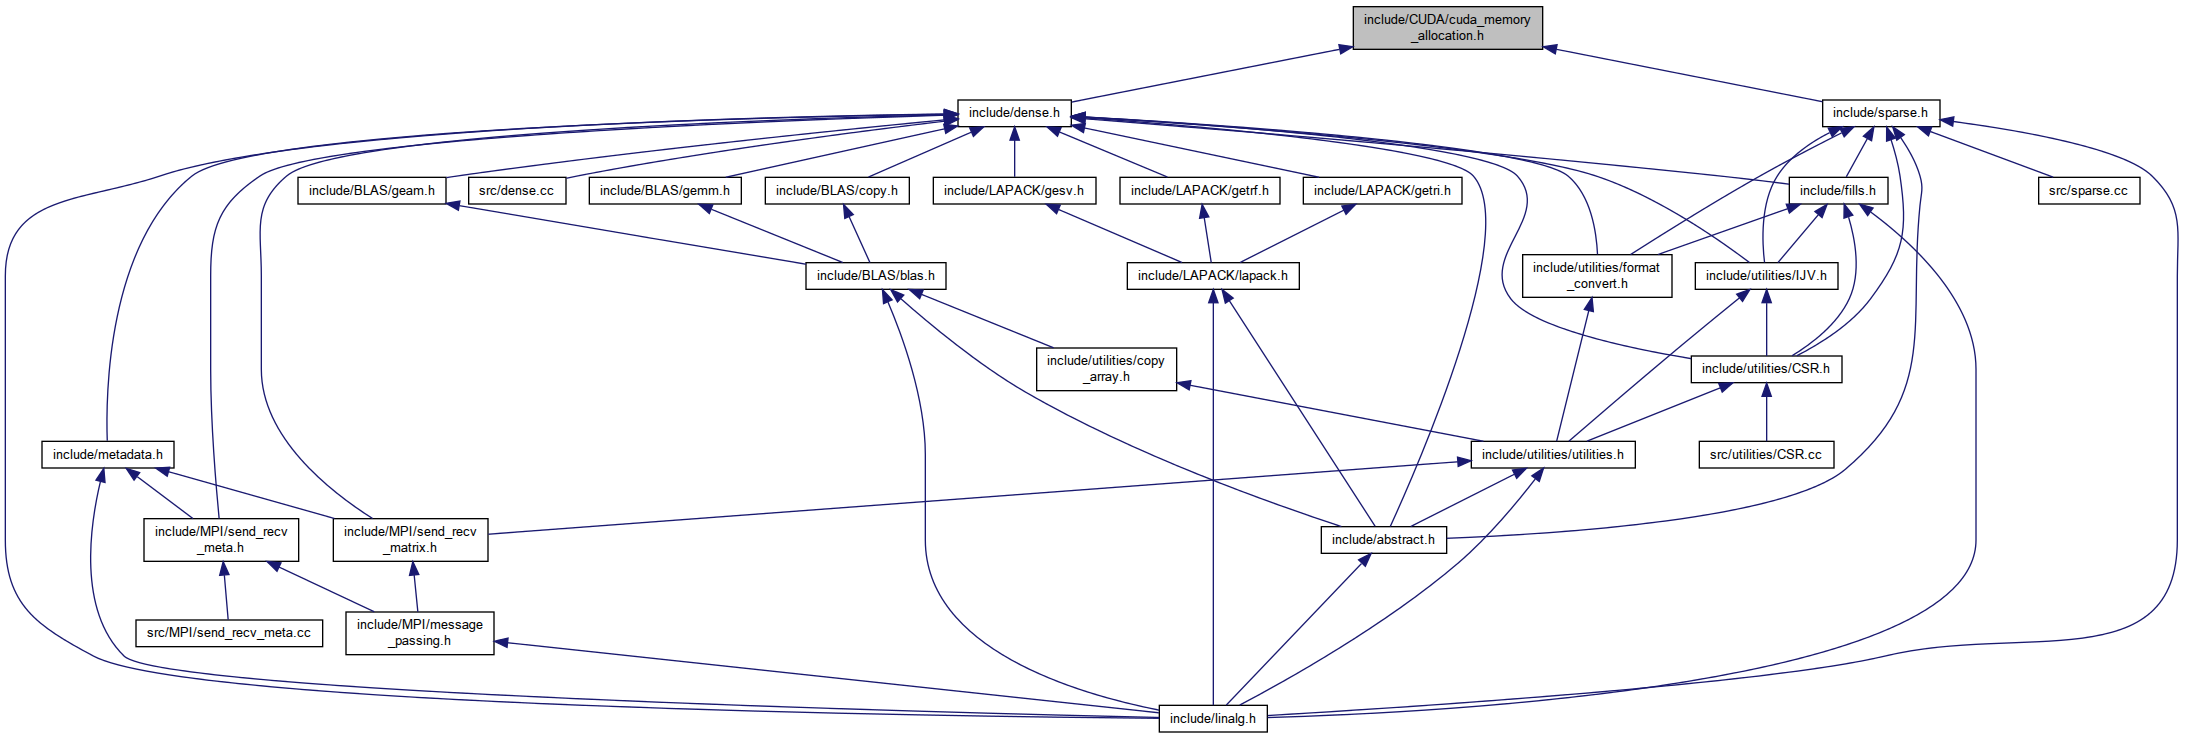 include/CUDA/cuda_memory
_allocation.h
include/dense.h
include/sparse.h
include/BLAS/geam.h
src/dense.cc
include/BLAS/gemm.h
include/BLAS/copy.h
include/LAPACK/gesv.h
include/LAPACK/getrf.h
include/LAPACK/getri.h
include/fills.h
src/sparse.cc
include/BLAS/blas.h
include/LAPACK/lapack.h
include/utilities/format
_convert.h
include/utilities/IJV.h
include/utilities/copy
_array.h
include/utilities/CSR.h
include/metadata.h
include/utilities/utilities.h
src/utilities/CSR.cc
include/MPI/send_recv
_meta.h
include/MPI/send_recv
_matrix.h
include/abstract.h
src/MPI/send_recv_meta.cc
include/MPI/message
_passing.h
include/linalg.h